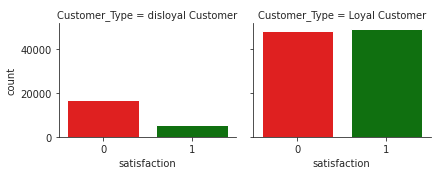 Customer_Type = disloyal Customer
Customer_Type = Loyal Customer
count
40000
20000
0
0
1
0
1
satisfaction
satisfaction